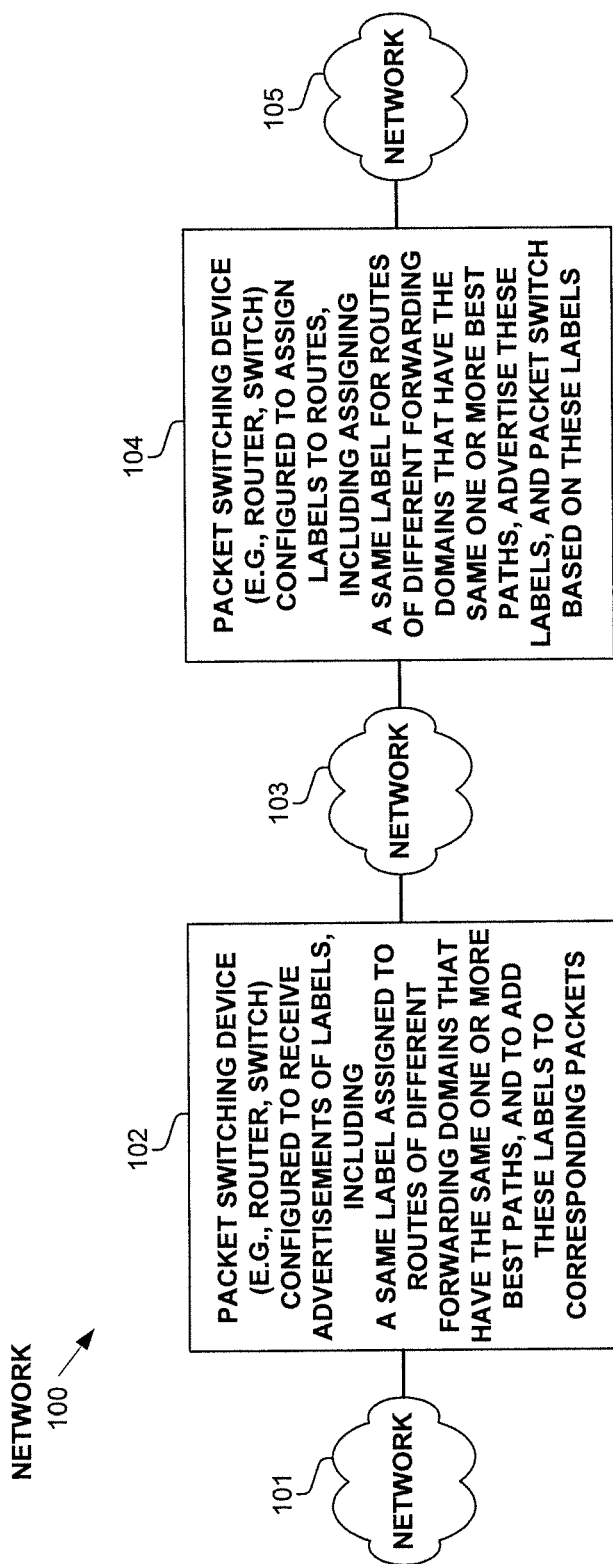 NETWORK
100
101
NETWORK
102
PACKET SWITCHING DEVICE
(E.G., ROUTER, SWITCH)
CONFIGURED TO RECEIVE
ADVERTISEMENTS OF LABELS,
INCLUDING
A SAME LABEL ASSIGNED TO
ROUTES OF DIFFERENT
FORWARDING DOMAINS THAT
HAVE THE SAME ONE OR MORE
BEST PATHS, AND TO ADD
THESE LABELS TO
CORRESPONDING PACKETS
103
NETWORK
104
PACKET SWITCHING DEVICE
(E.G., ROUTER, SWITCH)
CONFIGURED TO ASSIGN
LABELS TO ROUTES,
INCLUDING ASSIGNING
A SAME LABEL FOR ROUTES
OF DIFFERENT FORWARDING
DOMAINS THAT HAVE THE
SAME ONE OR MORE BEST
PATHS, ADVERTISE THESE
LABELS, AND PACKET SWITCH
BASED ON THESE LABELS
105
NETWORK